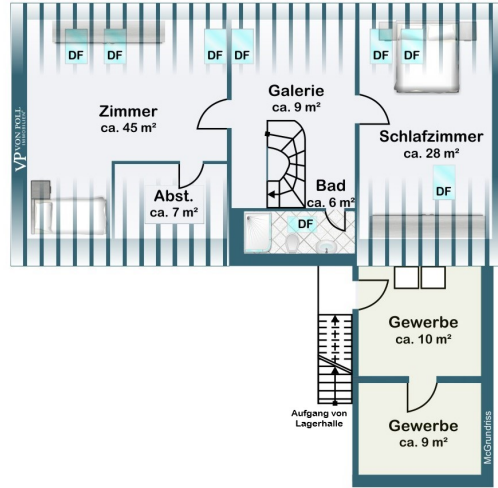 DF
DF
DF
DF
DF
DF
VP VON POLL
IMMOBILIEN
Zimmer
ca. 45 m²
Galerie
ca. 9 m²
Schlafzimmer
ca. 28 m²
DF
Abst.
ca. 7 m²
Bad
ca. 6 m²
DF
Gewerbe
ca. 10 m²
Aufgang von
Lagerhalle
Gewerbe
ca. 9 m²
McGrundriss